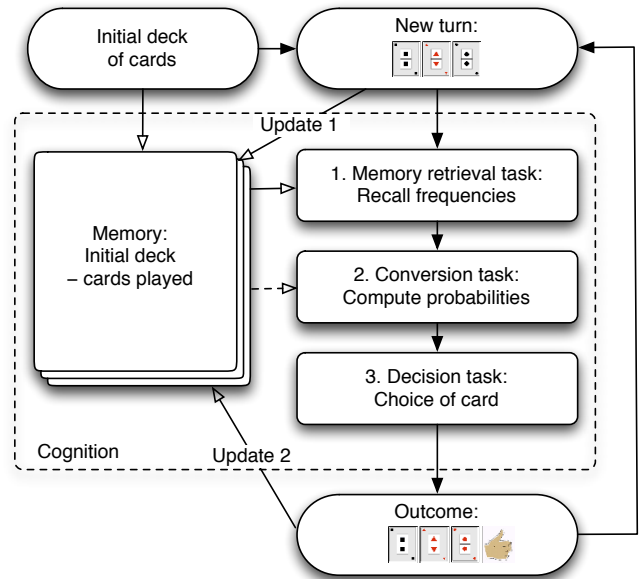 Initial deck
of cards
New turn:
Update 1
1. Memory retrieval task:
Recall frequencies
Memory:
Initial deck
– cards played
2. Conversion task:
Compute probabilities
3. Decision task:
Choice of card
Cognition
Update 2
Outcome: